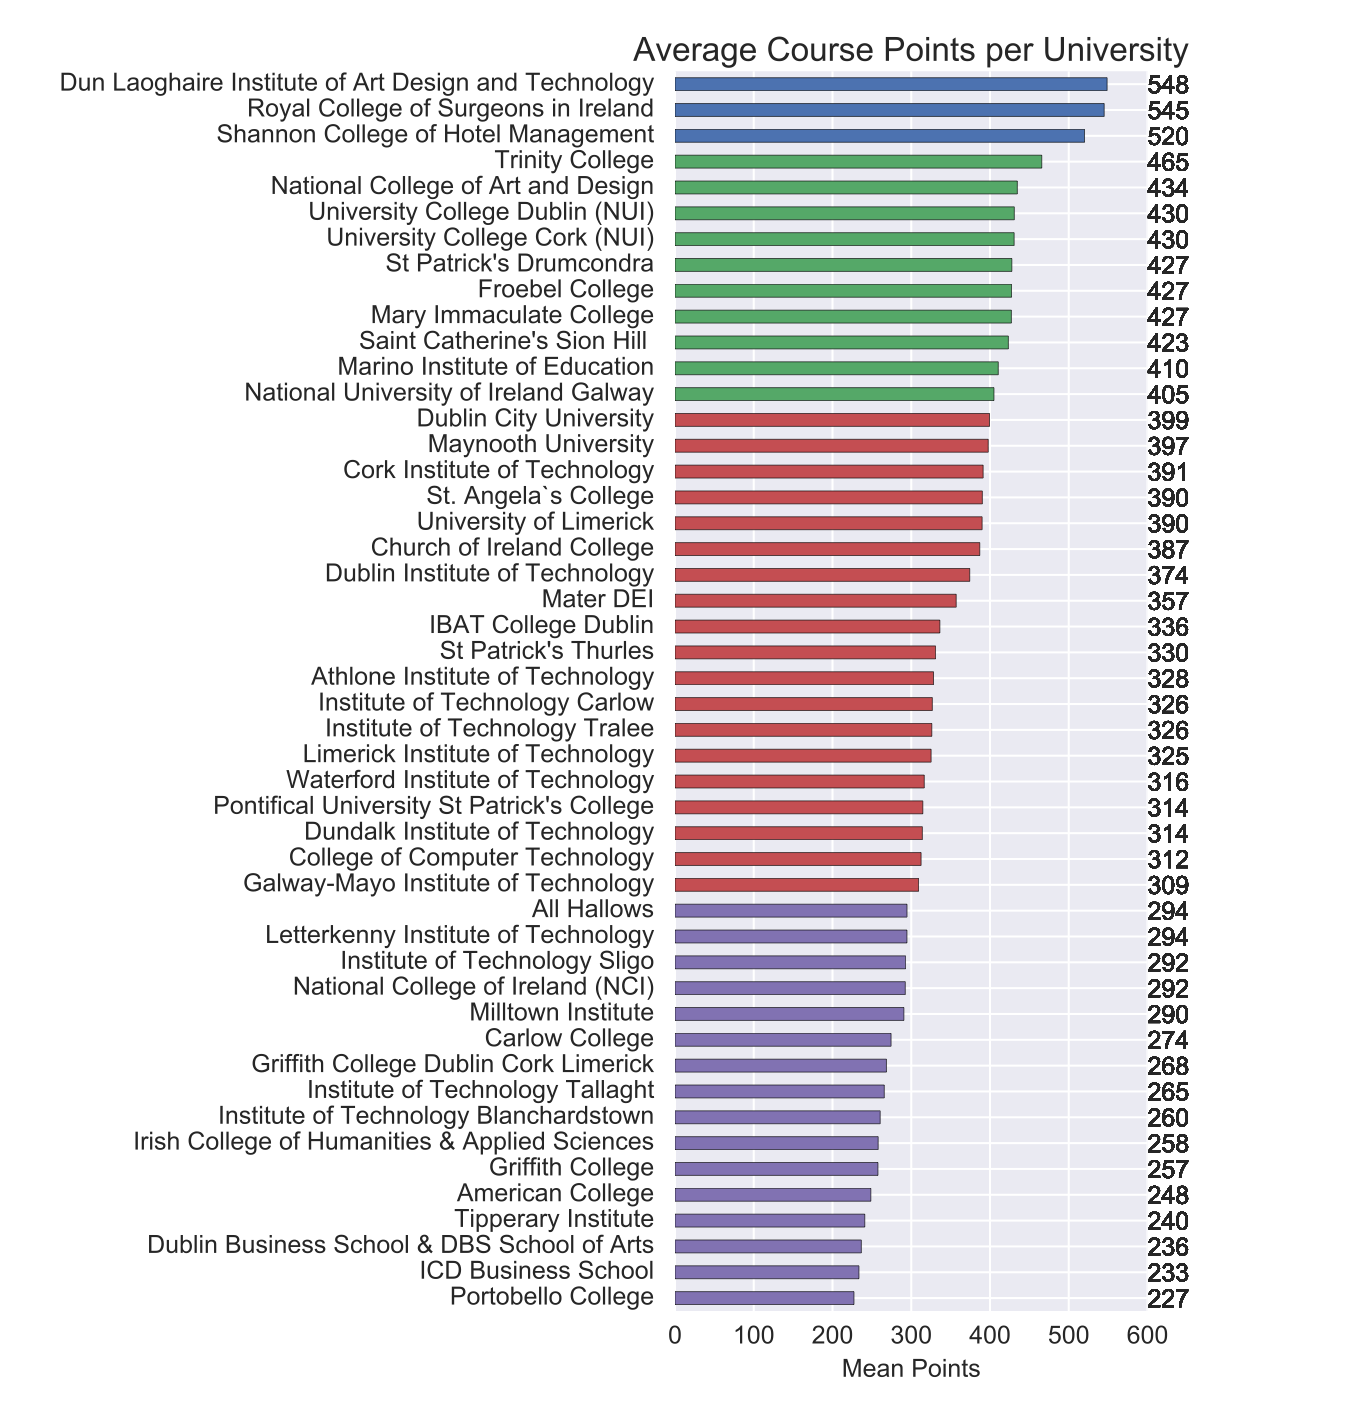 Average Course Points per University
Dun Laoghaire Institute of Art Design and Technology 548
Royal College of Surgeons in Ireland 545
Shannon College of Hotel Management 520
Trinity College 465
National College of Art and Design 434
University College Dublin (NUI) 430
University College Cork (NUI) 430
St Patrick's Drumcondra 427
Froebel College 427
Mary Immaculate College 427
Saint Catherine's Sion Hill 423
Marino Institute of Education 410
National University of Ireland Galway 405
Dublin City University 399
Maynooth University 397
Cork Institute of Technology 391
St. Angela`s College 390
University of Limerick 390
Church of Ireland College 387
Dublin Institute of Technology 374
Mater DEI 357
IBAT College Dublin 336
St Patrick's Thurles 330
Athlone Institute of Technology 328
Institute of Technology Carlow 326
Institute of Technology Tralee 326
Limerick Institute of Technology 325
Waterford Institute of Technology 316
Pontifical University St Patrick's College 314
Dundalk Institute of Technology 314
College of Computer Technology 312
Galway-Mayo Institute of Technology 309
All Hallows 294
Letterkenny Institute of Technology 294
Institute of Technology Sligo 292
National College of Ireland (NCI) 292
Milltown Institute 290
Carlow College 274
Griffith College Dublin Cork Limerick 268
Institute of Technology Tallaght 265
Institute of Technology Blanchardstown 260
Irish College of Humanities & Applied Sciences 258
Griffith College 257
American College 248
Tipperary Institute 240
Dublin Business School & DBS School of Arts 236
ICD Business School 233
Portobello College 227
0 100 200 300 400 500 600
Mean Points